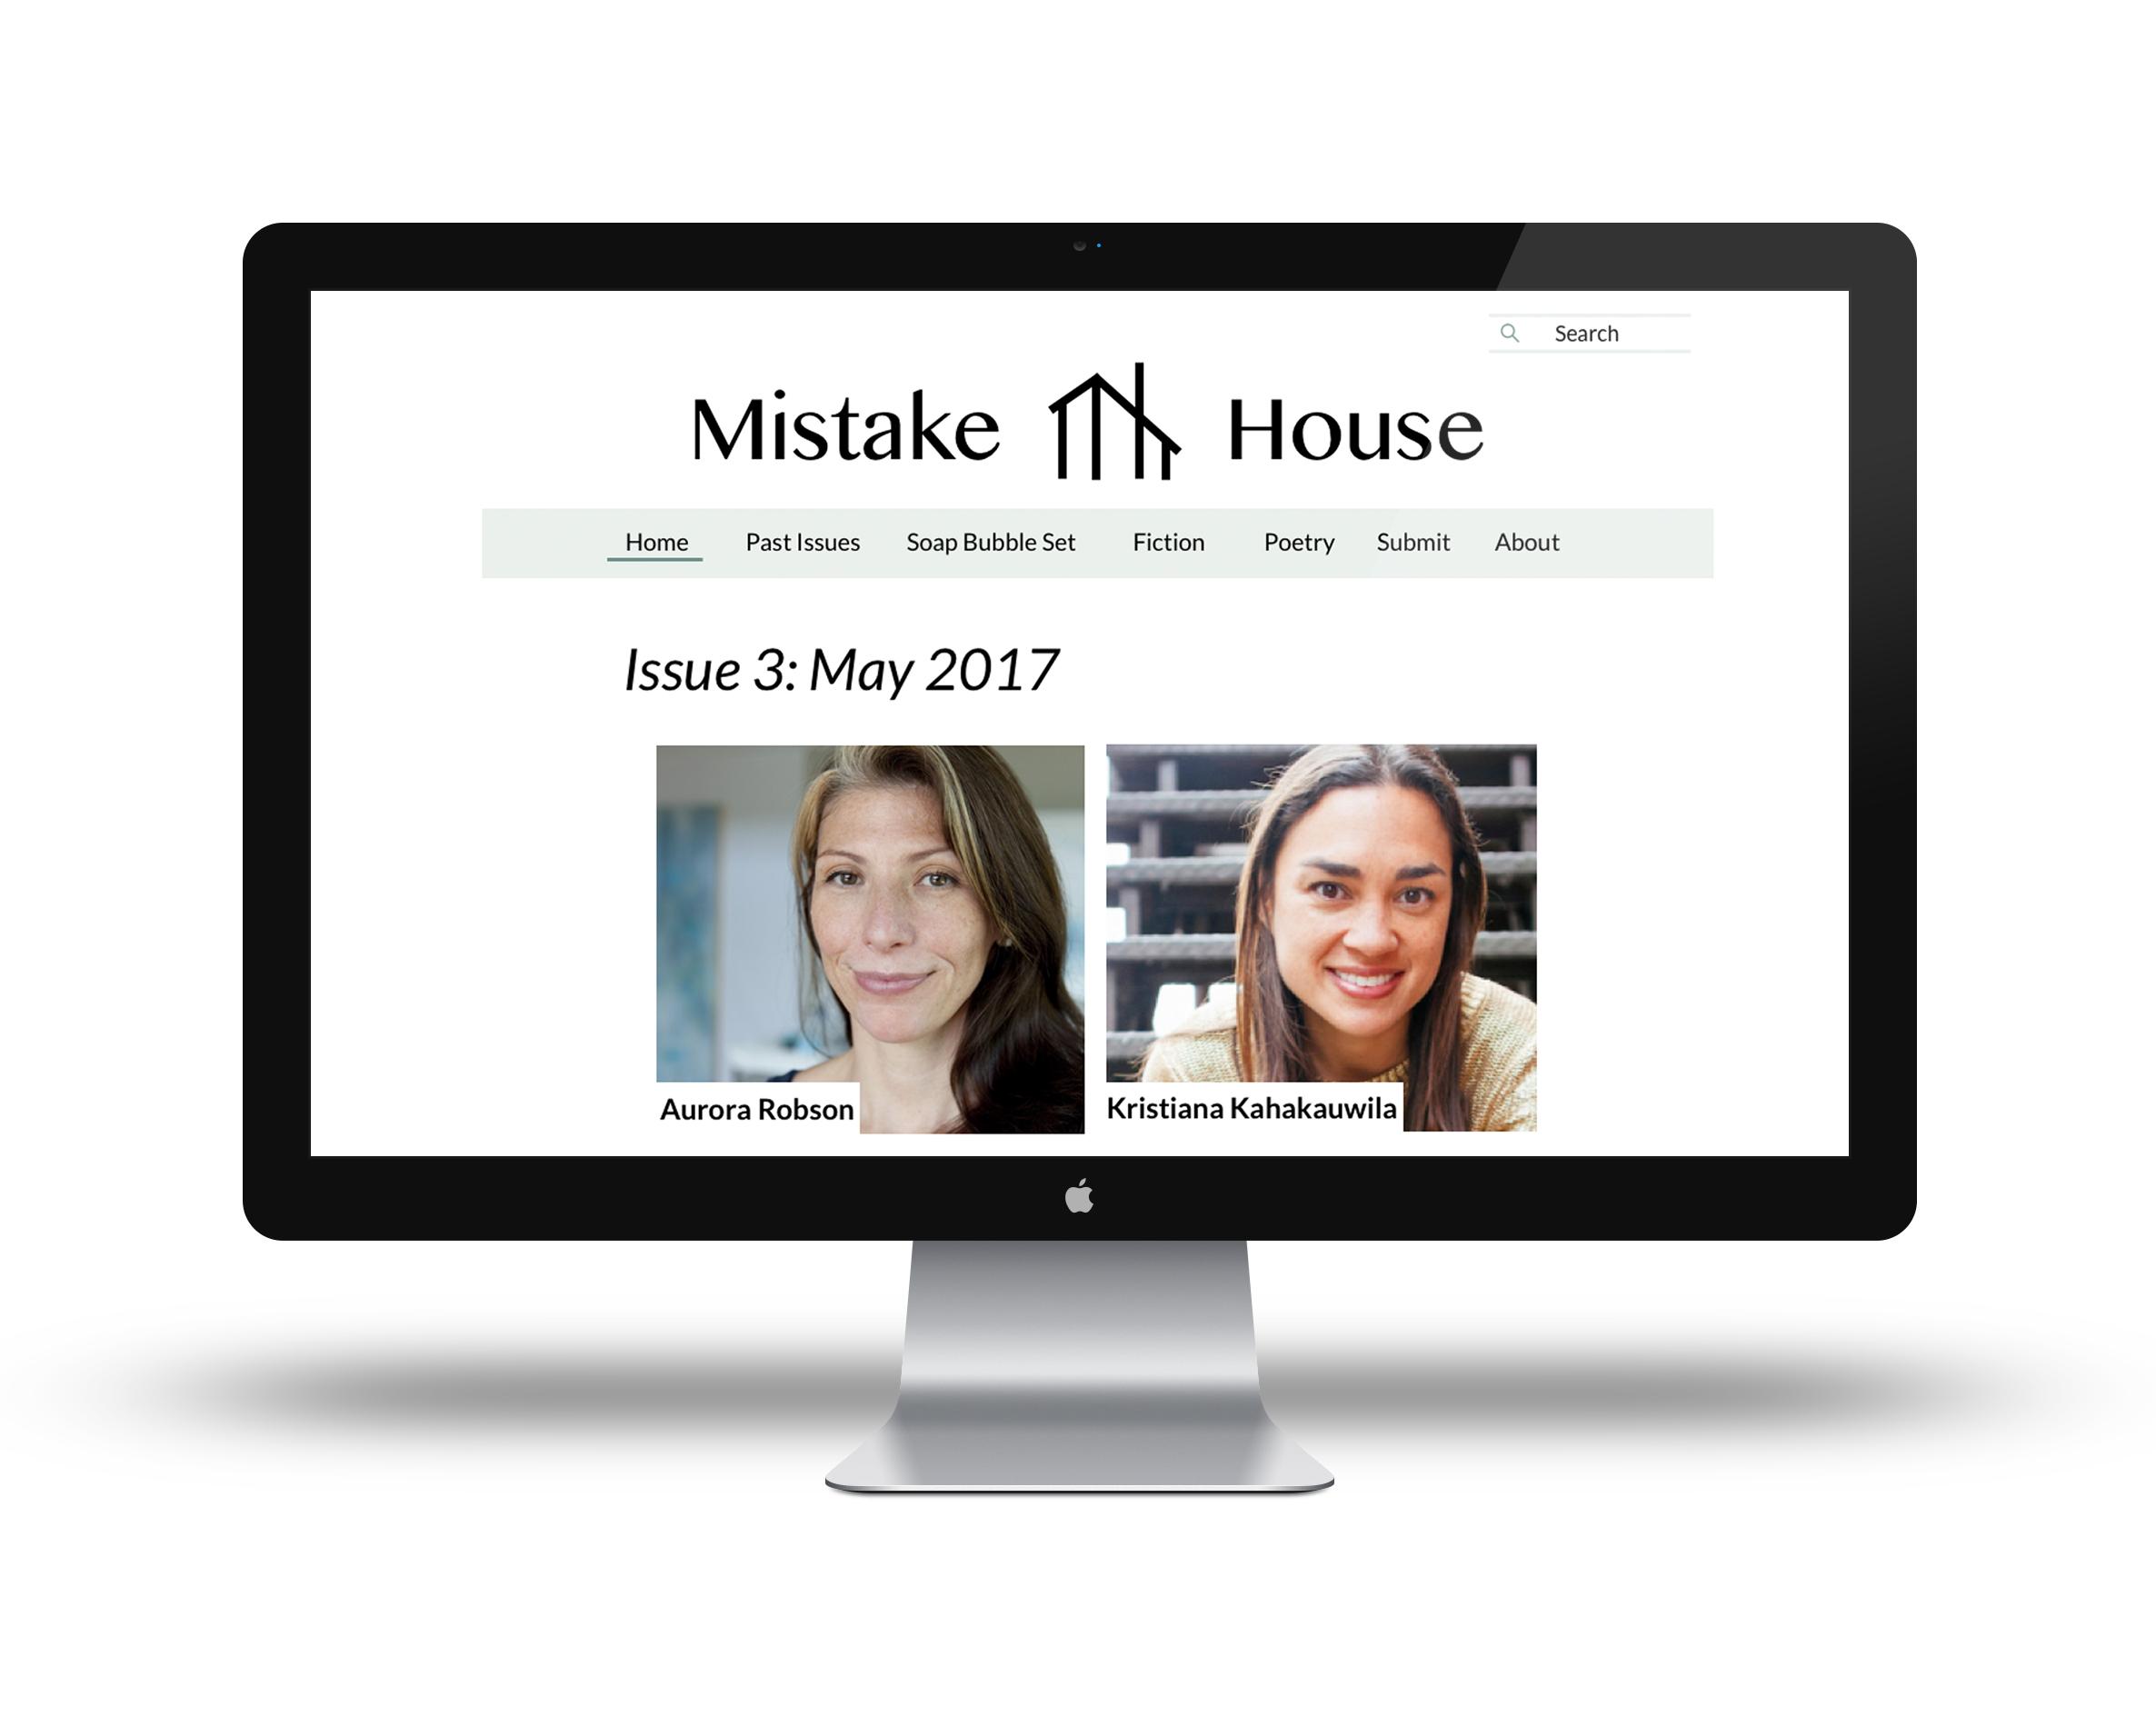 Search
Mistake House
Home Past Issues Soap Bubble Set Fiction Poetry Submit About
Issue 3: May 2017
Aurora Robson Kristiana Kahakauwila